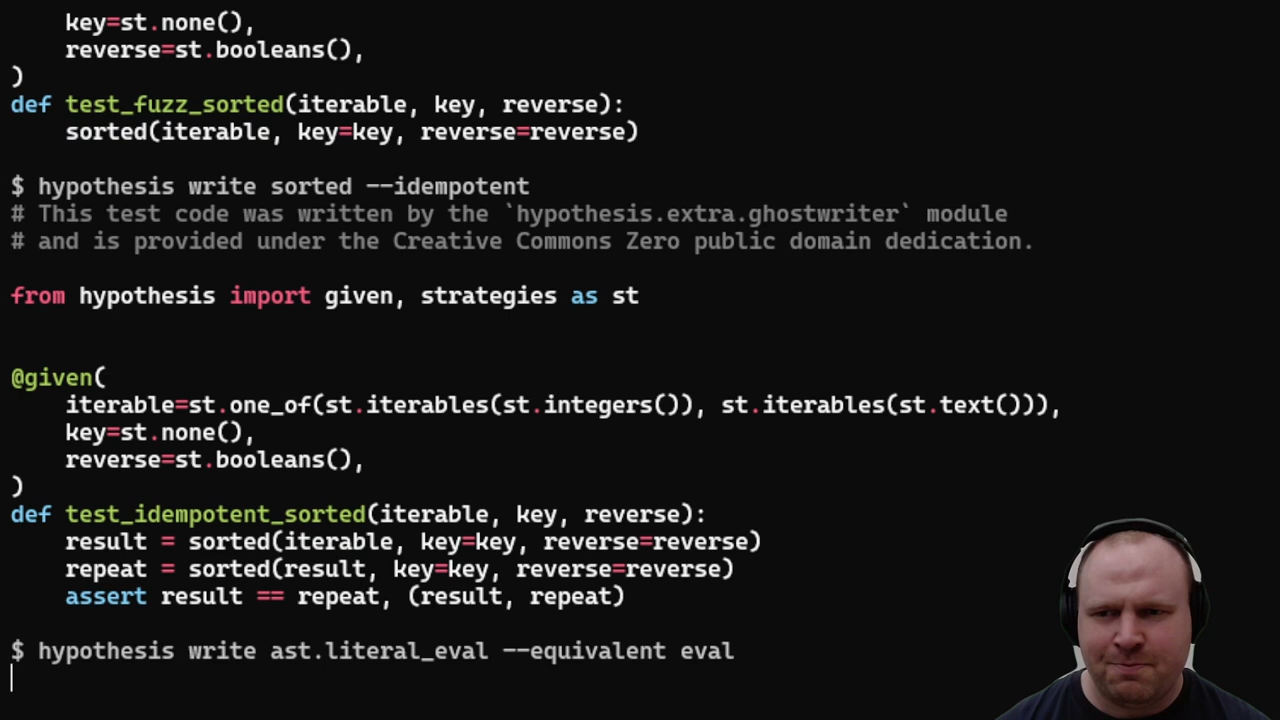 key=st.none(),
reverse=st.booleans(),
)
def test_fuzz_sorted(iterable, key, reverse):
sorted(iterable, key=key, reverse=reverse)
$ hypothesis write sorted --idempotent
# This test code was written by the `hypothesis.extra.ghostwriter` module
# and is provided under the Creative Commons Zero public domain dedication.
from hypothesis import given, strategies as st
@given(
iterable=st.one_of(st.iterables(st.integers()), st.iterables(st.text())),
key=st.none(),
reverse=st.booleans(),
)
def test_idempotent_sorted(iterable, key, reverse):
result = sorted(iterable, key=key, reverse=reverse)
repeat = sorted(result, key=key, reverse=reverse)
assert result == repeat, (result, repeat)
$ hypothesis write ast.literal_eval --equivalent eval